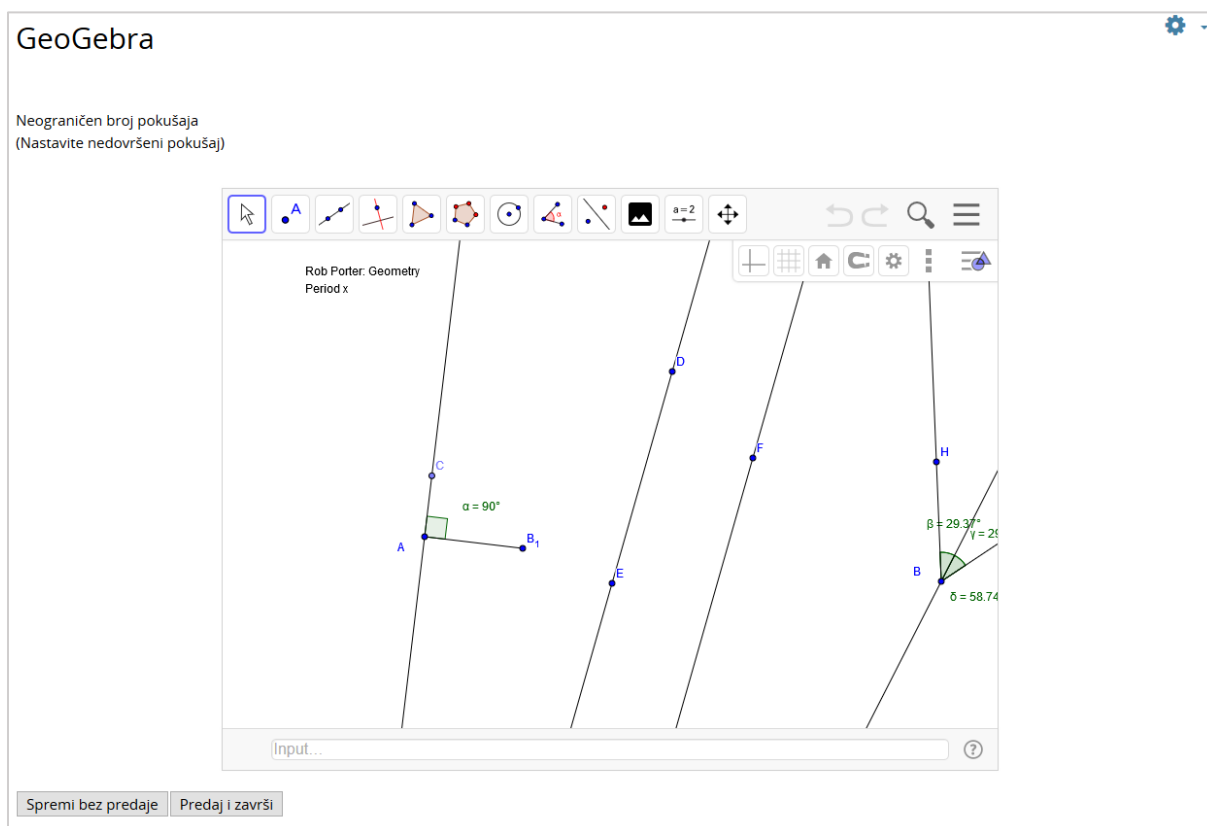 GeoGebra
Neograničen broj pokušaja
(Nastavite nedovršeni pokušaj)
A
α
a = 2
Rob Porter: Geometry
Period x
D
F
C
H
α = 90°
β = 29.37°
γ = 29
A
B1
E
B
δ = 58.74
Input...
?
Spremi bez predaje
Predaj i završi